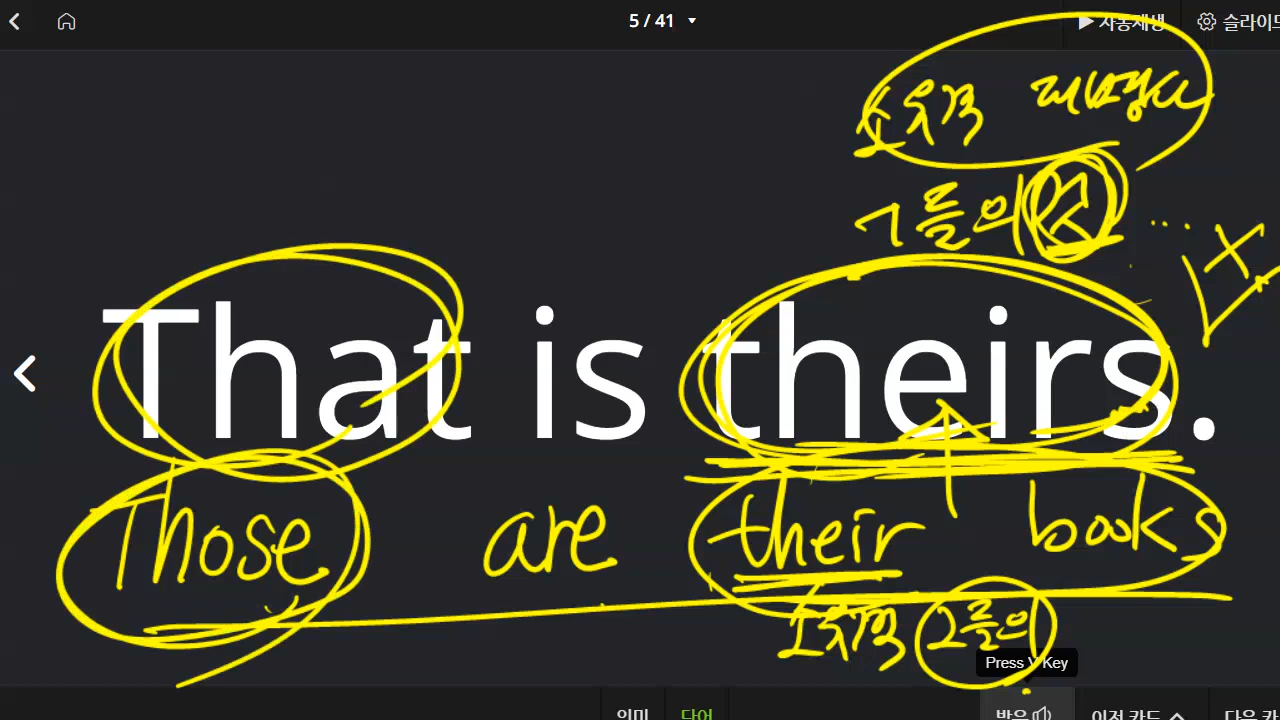 5 / 41
▶ 자동재생
슬라이드
소유격 대명사
그들의 것 ...
That is theirs.
Those are their books
소유격 그들의
Press V Key
의미
단어
발음
이전 카드
다음 카